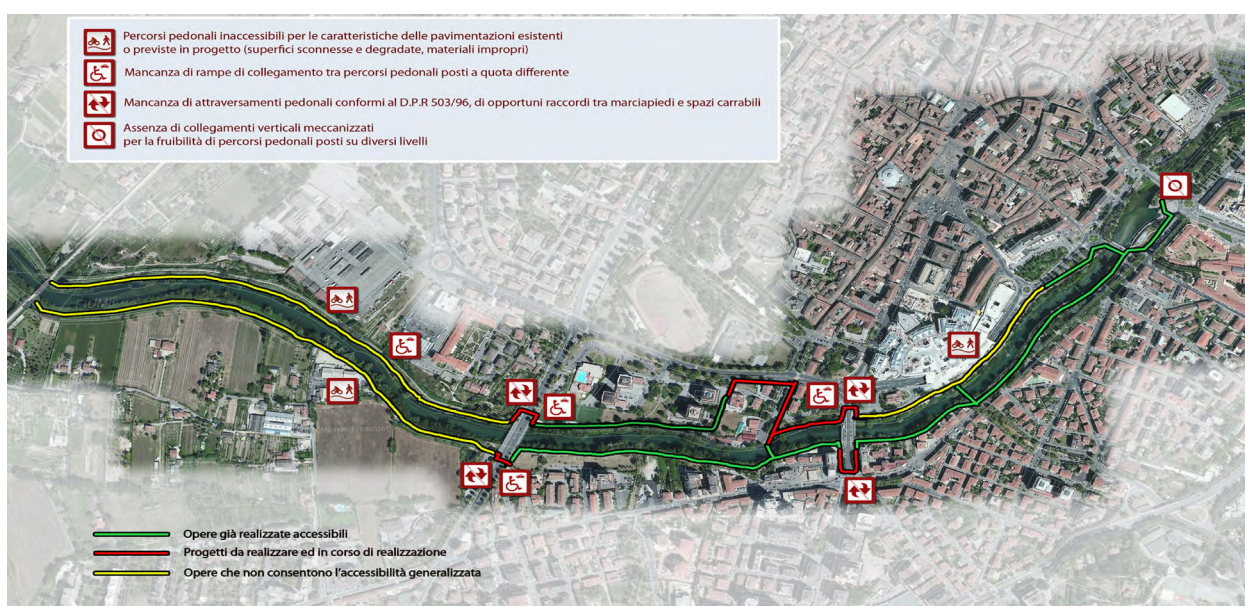 Percorsi pedonali inaccessibili per le caratteristiche delle pavimentazioni esistenti
o previste in progetto (superfici sconnesse e degradate, materiali impropri)
Mancanza di rampe di collegamento tra percorsi pedonali posti a quota differente
Mancanza di attraversamenti pedonali conformi al D.P.R 503/96, di opportuni raccordi tra marciapiedi e spazi carrabili
Assenza di collegamenti verticali meccanizzati
per la fruibilità di percorsi pedonali posti su diversi livelli
Opere già realizzate accessibili
Progetti da realizzare ed in corso di realizzazione
Opere che non consentono l'accessibilità generalizzata